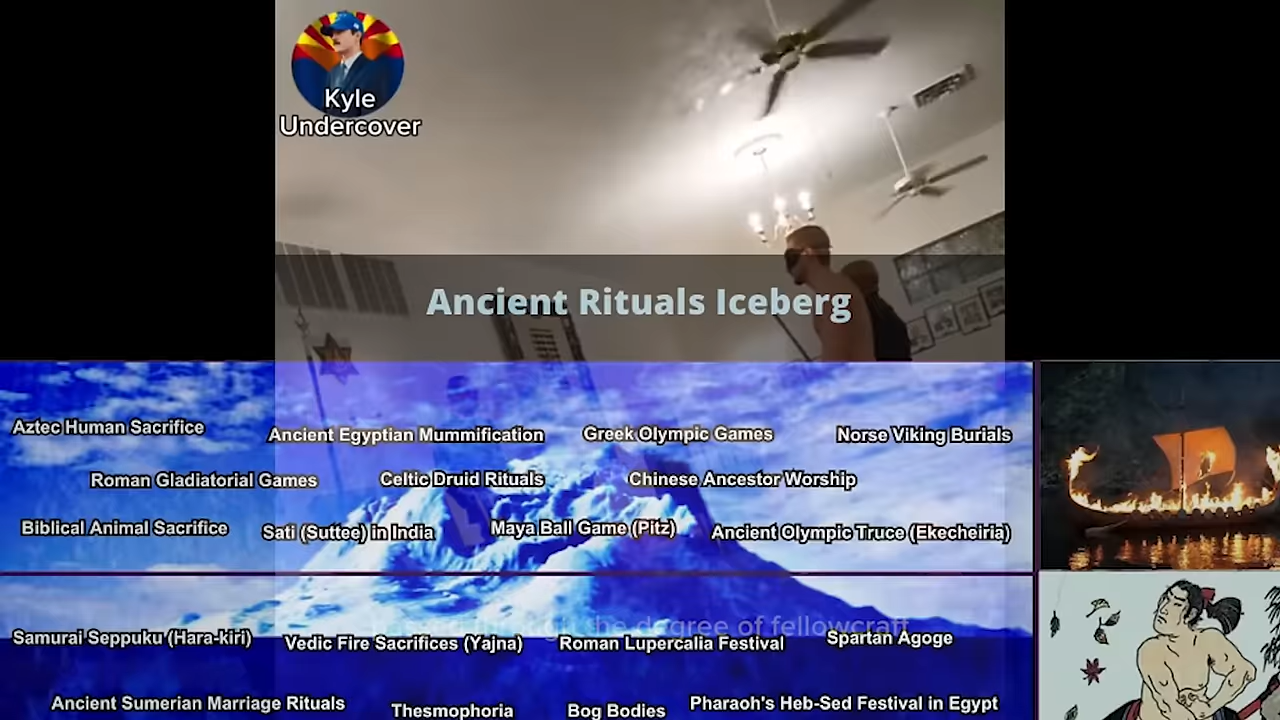 Kyle
Undercover
Ancient Rituals Iceberg
Aztec Human Sacrifice
Ancient Egyptian Mummification
Greek Olympic Games
Norse Viking Burials
Roman Gladiatorial Games
Celtic Druid Rituals
Chinese Ancestor Worship
Biblical Animal Sacrifice
Sati (Suttee) in India
Maya Ball Game (Pitz)
Ancient Olympic Truce (Ekecheiria)
the degree of fellowcraft
Samurai Seppuku (Hara-kiri)
Vedic Fire Sacrifices (Yajna)
Roman Lupercalia Festival
Spartan Agoge
Ancient Sumerian Marriage Rituals
Thesmophoria
Bog Bodies
Pharaoh's Heb-Sed Festival in Egypt